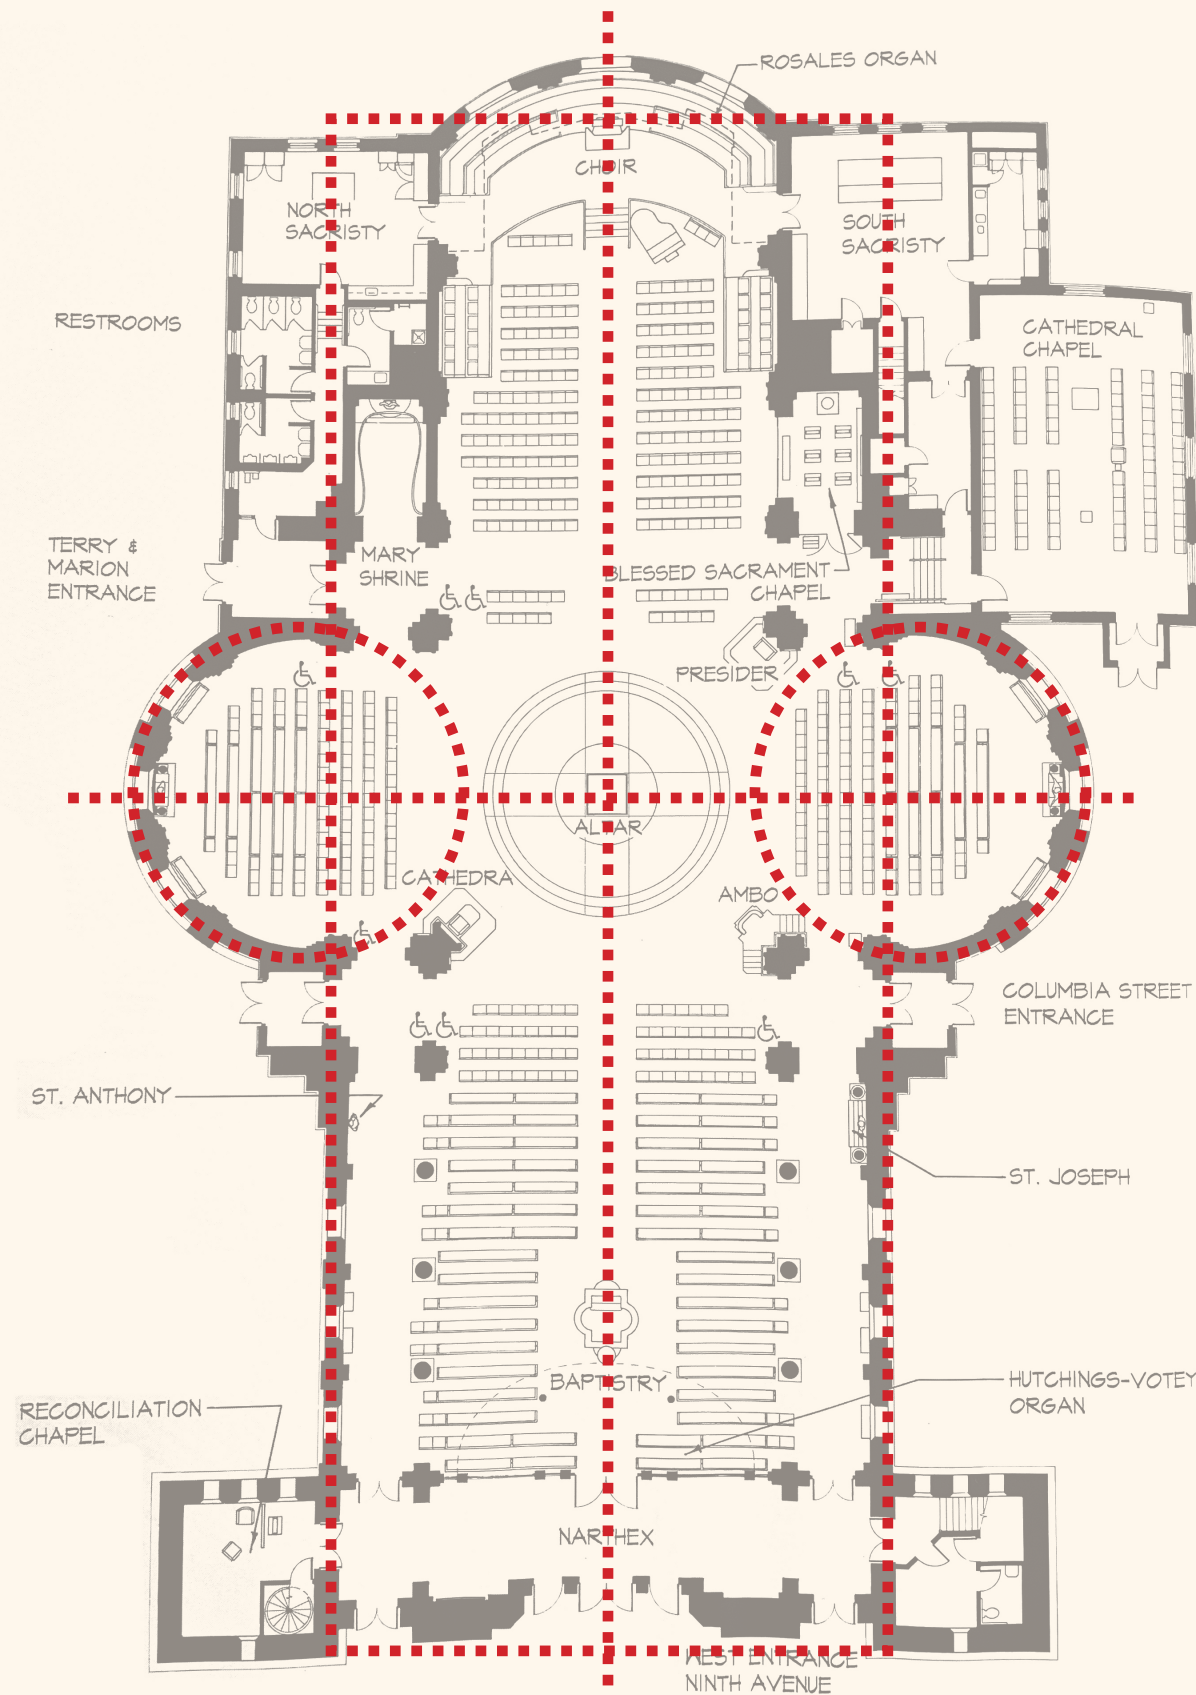 ROSALES ORGAN
CHOIR
NORTH
SACRISTY
SOUTH
SACRISTY
RESTROOMS
CATHEDRAL
CHAPEL
TERRY &
MARION
ENTRANCE
MARY
SHRINE
BLESSED SACRAMENT
CHAPEL
PRESIDER
ALTAR
CATHEDRA
AMBO
COLUMBIA STREET
ENTRANCE
ST. ANTHONY
ST. JOSEPH
BAPTISTRY
HUTCHINGS-VOTEY
ORGAN
RECONCILIATION
CHAPEL
NARTHEX
WEST ENTRANCE
NINTH AVENUE